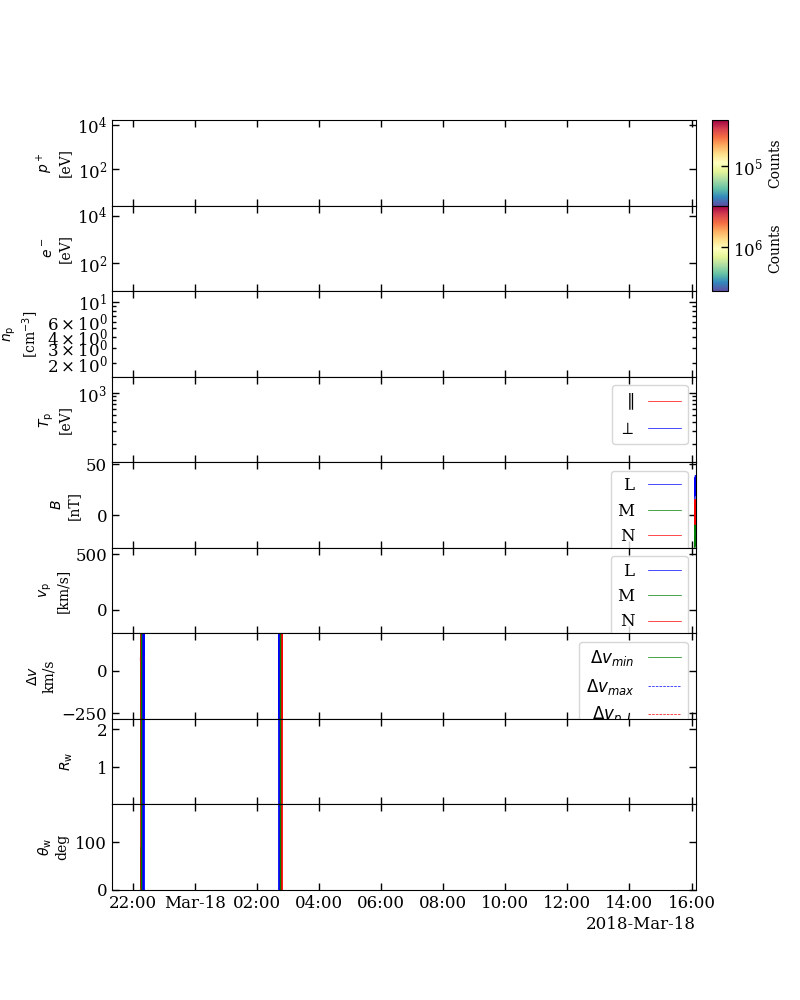 10⁴
10²
p⁺
[eV]
10⁵
Counts
10⁴
10²
e⁻
[eV]
10⁶
Counts
10¹
6 × 10⁰
4 × 10⁰
3 × 10⁰
2 × 10⁰
nₚ
[cm⁻³]
10³
Tₚ
[eV]
∥
⊥
50
0
B
[nT]
L
M
N
500
0
vₚ
[km/s]
L
M
N
0
−250
Δv
km/s
Δv_min
Δv_max
2
1
R_w
100
0
θ_w
deg
22:00 Mar-18 02:00 04:00 06:00 08:00 10:00 12:00 14:00 16:00
2018-Mar-18